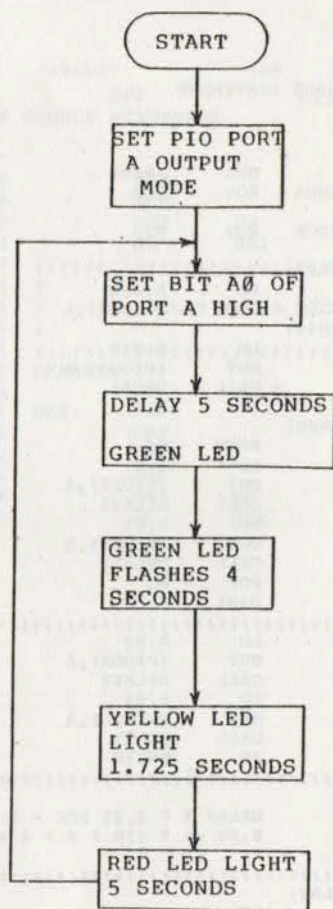 START
SET PIO PORT
A OUTPUT
MODE
SET BIT AØ OF
PORT A HIGH
DELAY 5 SECONDS
GREEN LED
GREEN LED
FLASHES 4
SECONDS
YELLOW LED
LIGHT
1.725 SECONDS
RED LED LIGHT
5 SECONDS